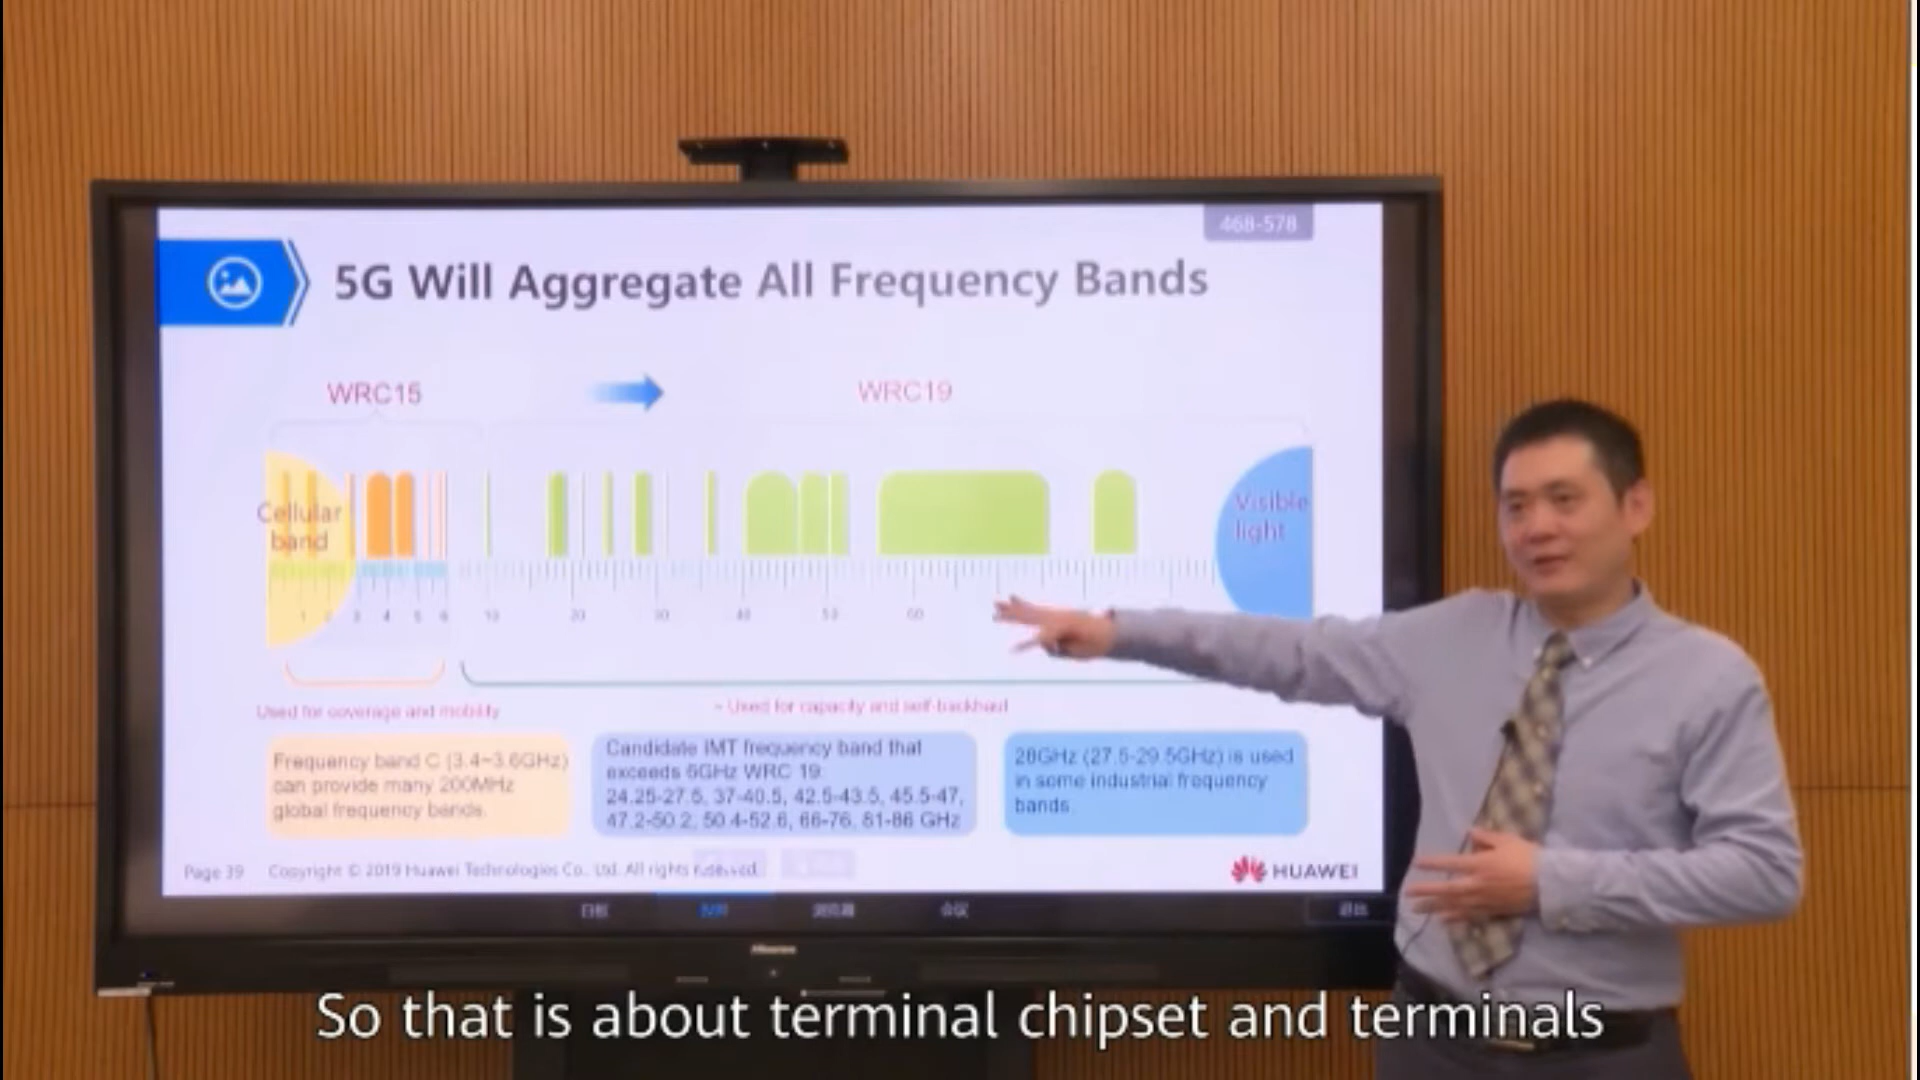 468-578
5G Will Aggregate All Frequency Bands
WRC15
WRC19
Cellular
band
Visible
light
1 2 3 4 5 6 10 20 30 40 50 60
Used for coverage and mobility
- Used for capacity and self-backhaul
Frequency band C (3.4~3.6GHz)
can provide many 200MHz
global frequency bands.
Candidate IMT frequency band that
exceeds 6GHz WRC 19:
24.25-27.5, 37-40.5, 42.5-43.5, 45.5-47,
47.2-50.2, 50.4-52.6, 66-76, 81-86 GHz
28GHz (27.5-29.5GHz) is used
in some industrial frequency
bands.
Page 39 Copyright © 2019 Huawei Technologies Co., Ltd. All rights reserved.
HUAWEI
Hisense
So that is about terminal chipset and terminals